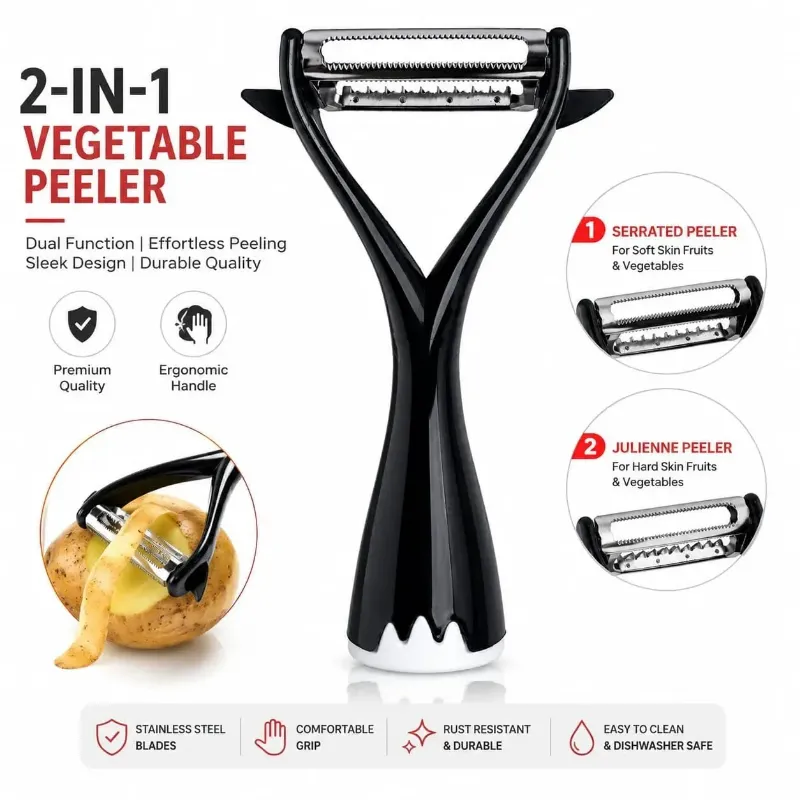 2-IN-1
VEGETABLE
PEELER
Dual Function | Effortless Peeling
Sleek Design | Durable Quality
Premium
Quality
Ergonomic
Handle
1 SERRATED PEELER
For Soft Skin Fruits
& Vegetables
2 JULIENNE PEELER
For Hard Skin Fruits
& Vegetables
STAINLESS STEEL
BLADES
COMFORTABLE
GRIP
RUST RESISTANT
& DURABLE
EASY TO CLEAN
& DISHWASHER SAFE